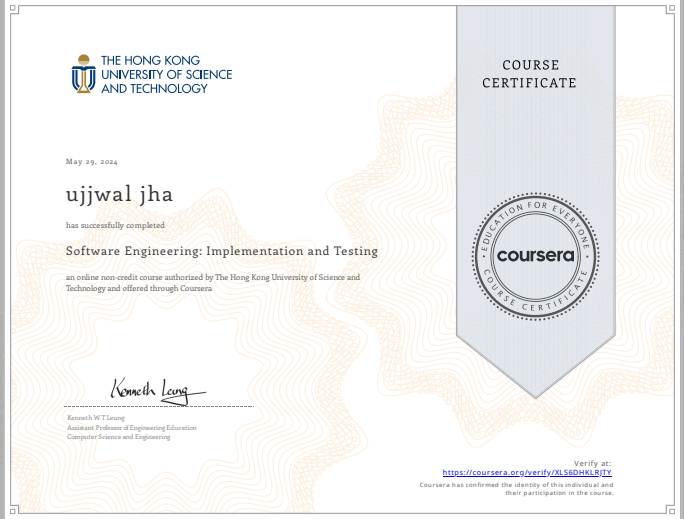 THE HONG KONG
UNIVERSITY OF SCIENCE
AND TECHNOLOGY
COURSE
CERTIFICATE
May 29, 2024
ujjwal jha
has successfully completed
Software Engineering: Implementation and Testing
an online non-credit course authorized by The Hong Kong University of Science and
Technology and offered through Coursera
EDUCATION FOR EVERYONE
coursera
COURSE CERTIFICATE
Kenneth Leung
Kenneth W T Leung
Assistant Professor of Engineering Education
Computer Science and Engineering
Verify at:
https://coursera.org/verify/XLS6DHKLRJTY
Coursera has confirmed the identity of this individual and
their participation in the course.